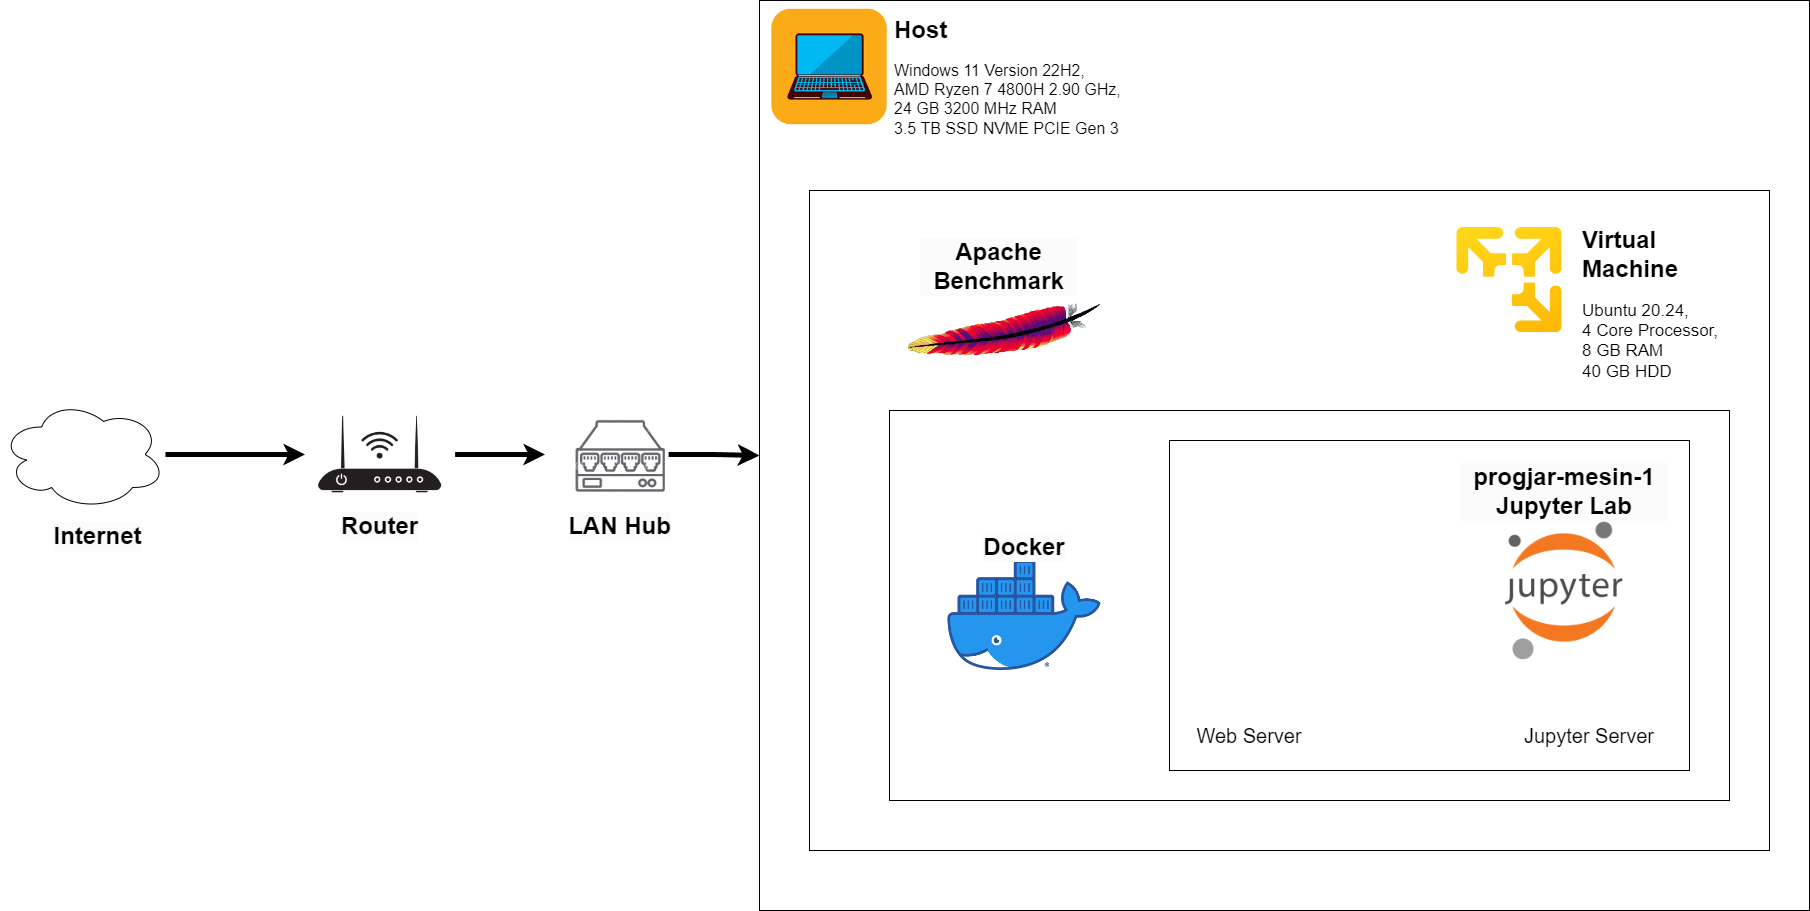 Host
Windows 11 Version 22H2,
AMD Ryzen 7 4800H 2.90 GHz,
24 GB 3200 MHz RAM
3.5 TB SSD NVME PCIE Gen 3
Apache
Benchmark
Virtual
Machine
Ubuntu 20.24,
4 Core Processor,
8 GB RAM
40 GB HDD
Internet
Router
LAN Hub
Docker
progjar-mesin-1
Jupyter Lab
jupyter
Web Server
Jupyter Server